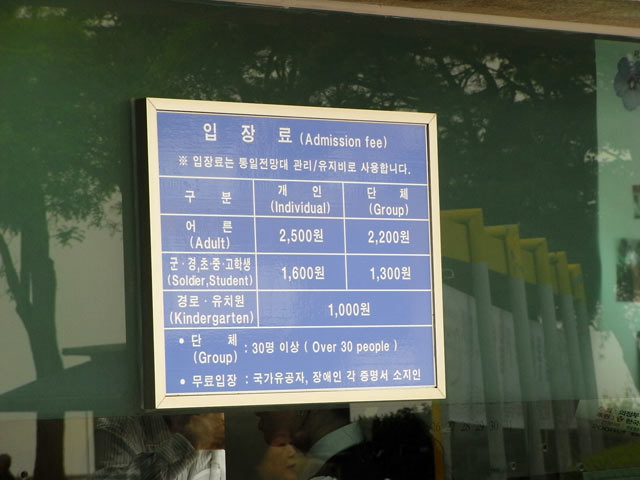 입 장 료 (Admission fee)
※ 입장료는 통일전망대 관리/유지비로 사용합니다.
구 분 개 인 (Individual) 단 체 (Group)
어 른 (Adult) 2,500원 2,200원
군·경,초·중·고학생 (Solder,Student) 1,600원 1,300원
경로·유치원 (Kindergarten) 1,000원
• 단 체 (Group) : 30명 이상 ( Over 30 people )
• 무료입장 : 국가유공자, 장애인 각 증명서 소지인